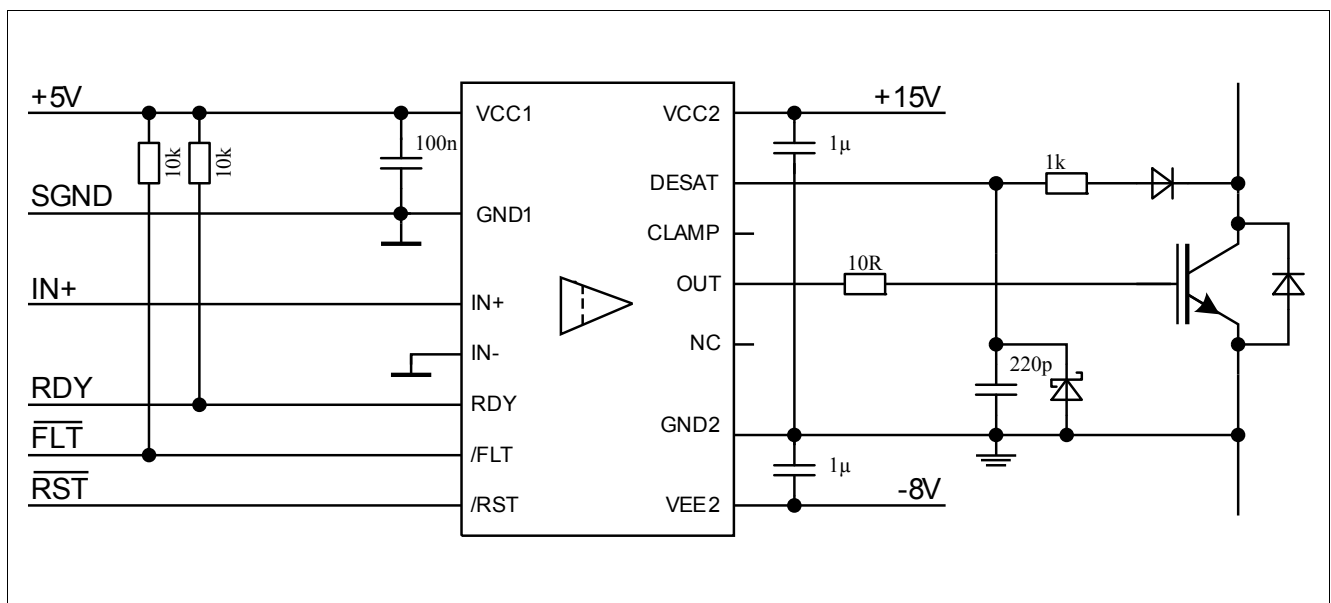 +5V
SGND
IN+
RDY
FLT
RST
10k
10k
100n
VCC1
GND1
IN+
IN-
RDY
/FLT
/RST
VCC2
DESAT
CLAMP
OUT
NC
GND2
VEE2
+15V
1µ
1k
10R
220p
1µ
-8V